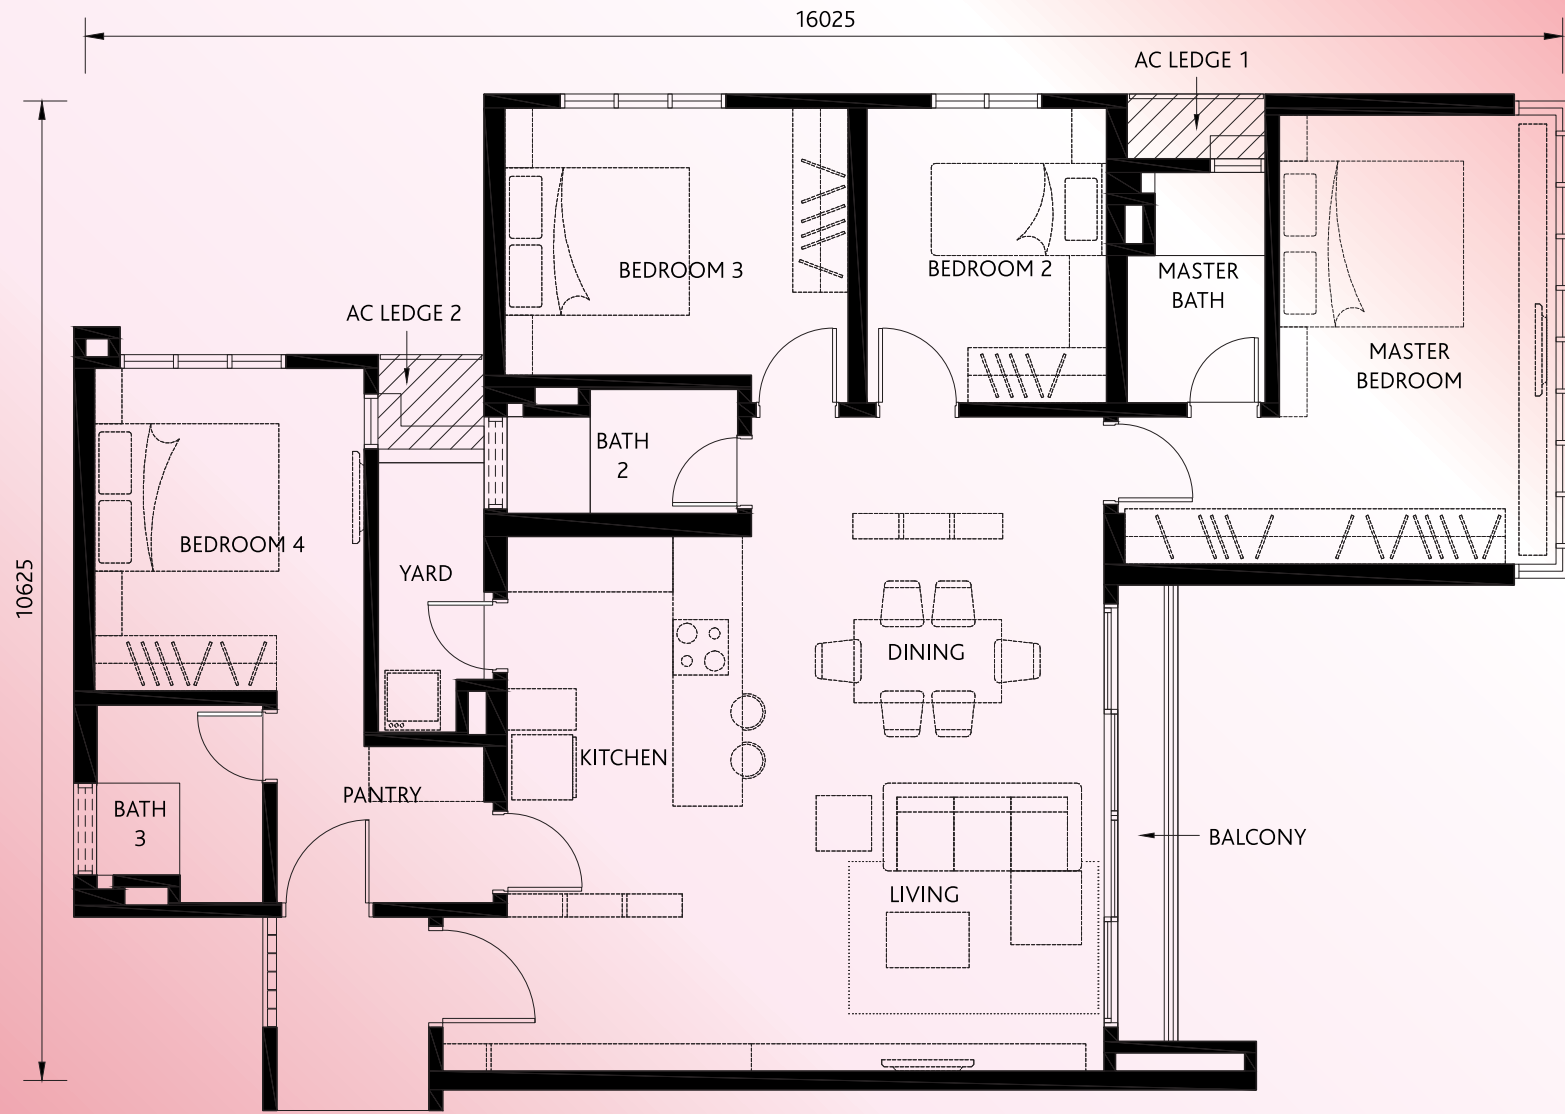 16025
AC LEDGE 1
BEDROOM 3
BEDROOM 2
MASTER
BATH
AC LEDGE 2
MASTER
BEDROOM
BATH
2
BEDROOM 4
YARD
10625
DINING
KITCHEN
PANTRY
BATH
3
BALCONY
LIVING